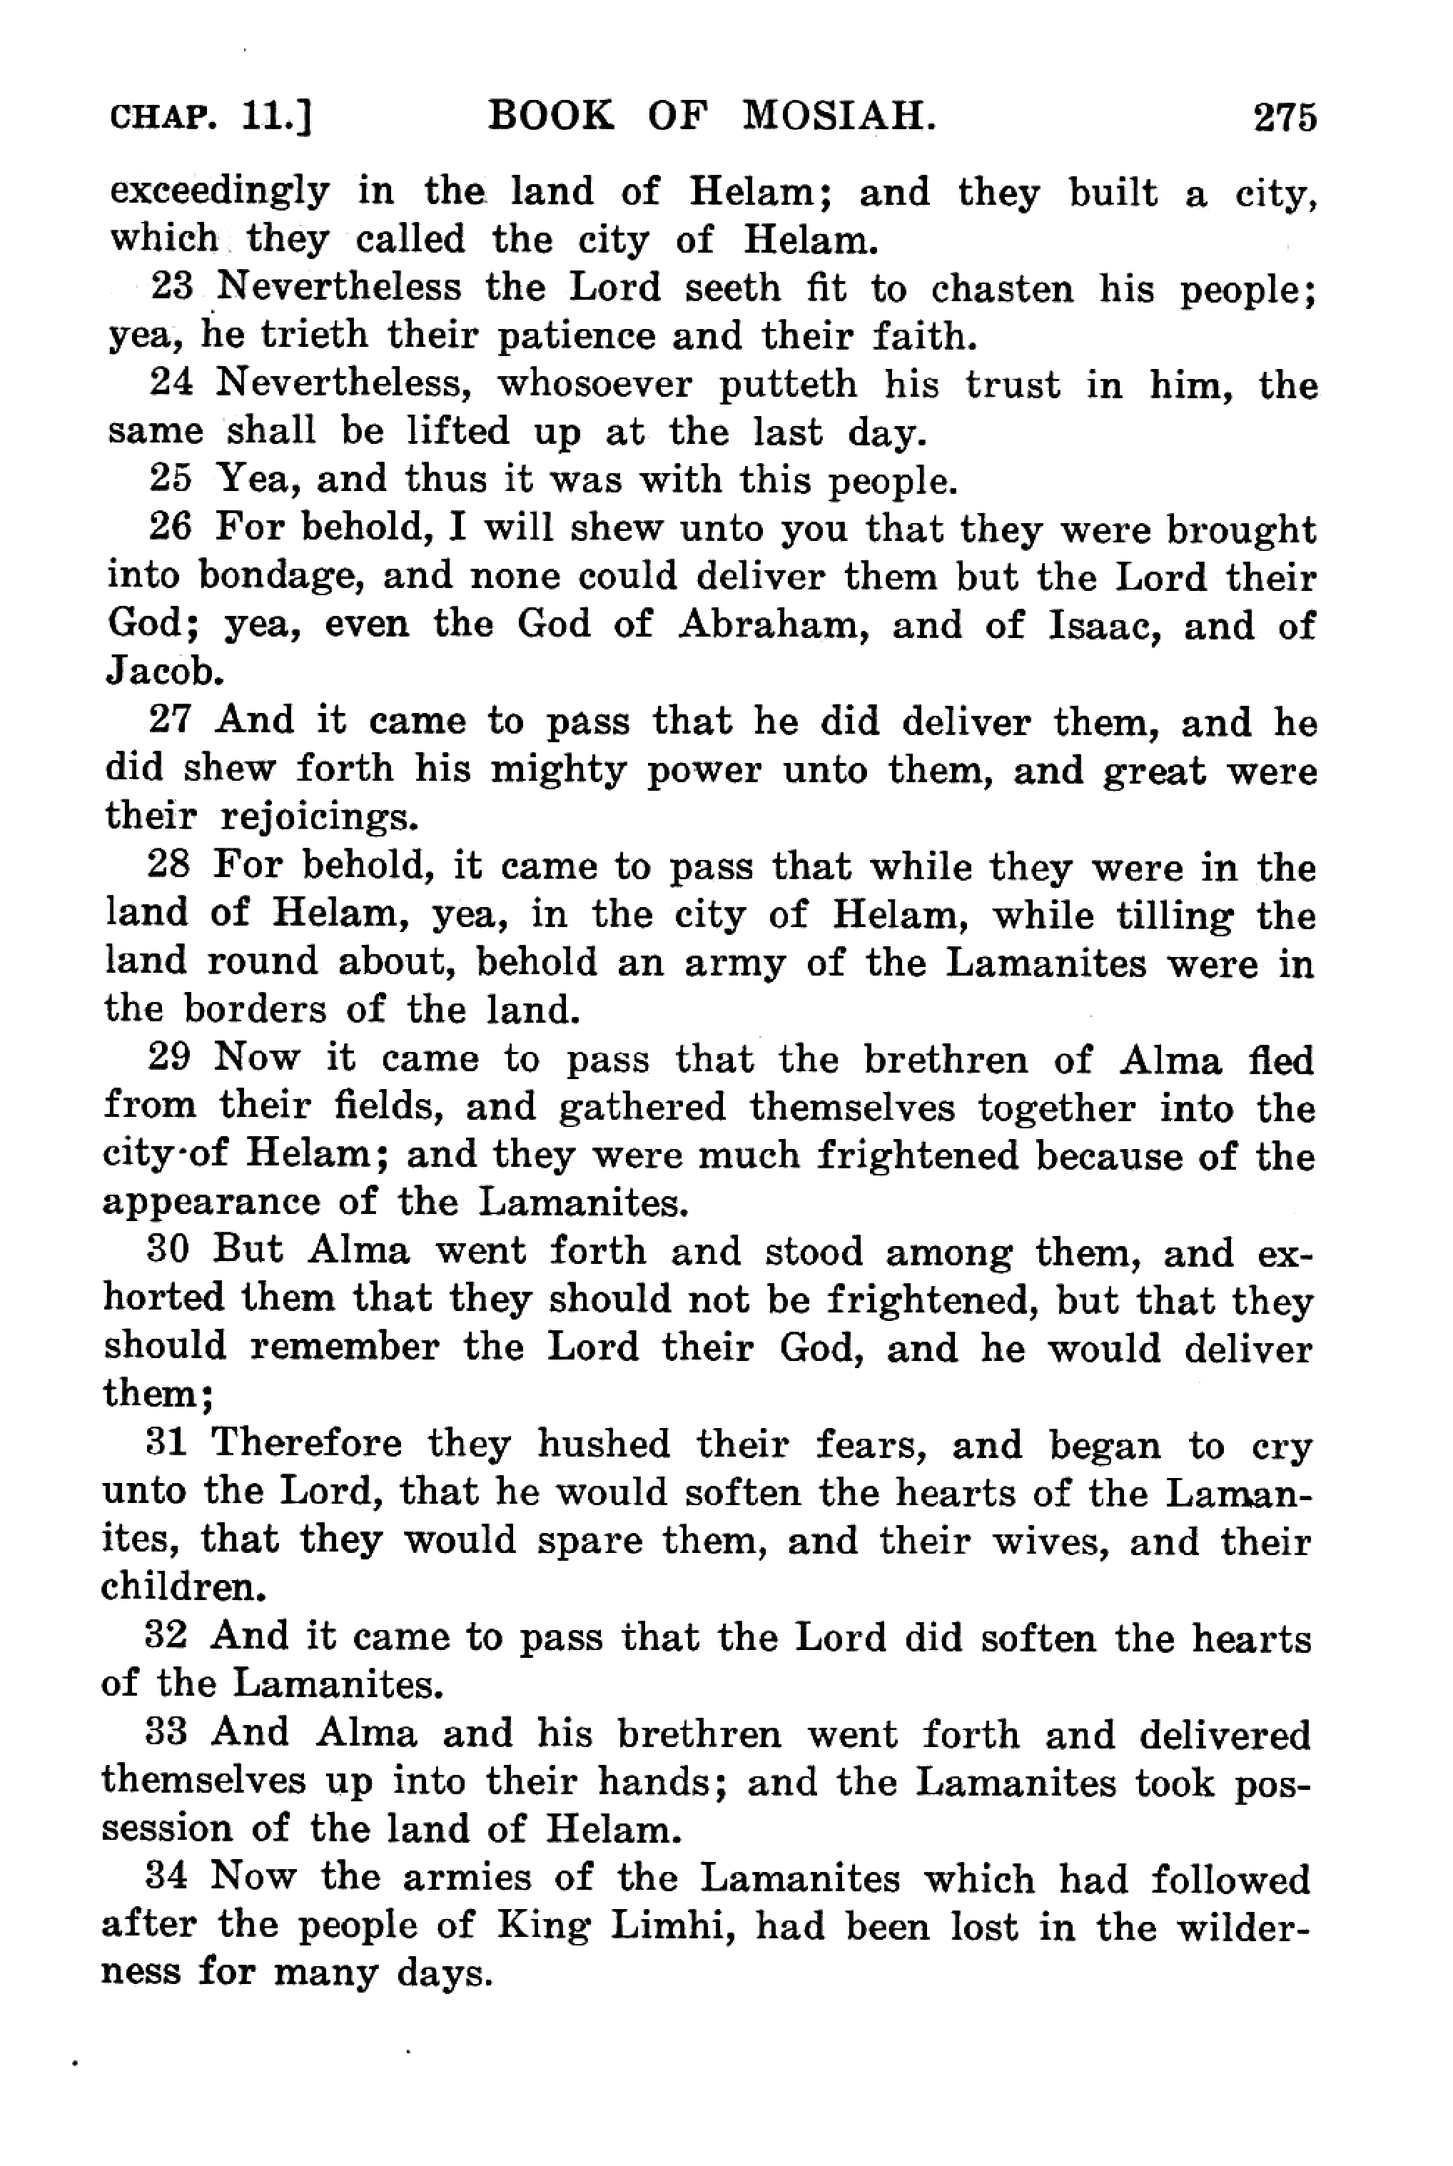 CHAP. 11.] BOOK OF MOSIAH. 275
exceedingly in the land of Helam; and they built a city,
which they called the city of Helam.
23 Nevertheless the Lord seeth fit to chasten his people;
yea, he trieth their patience and their faith.
24 Nevertheless, whosoever putteth his trust in him, the
same shall be lifted up at the last day.
25 Yea, and thus it was with this people.
26 For behold, I will shew unto you that they were brought
into bondage, and none could deliver them but the Lord their
God; yea, even the God of Abraham, and of Isaac, and of
Jacob.
27 And it came to pass that he did deliver them, and he
did shew forth his mighty power unto them, and great were
their rejoicings.
28 For behold, it came to pass that while they were in the
land of Helam, yea, in the city of Helam, while tilling the
land round about, behold an army of the Lamanites were in
the borders of the land.
29 Now it came to pass that the brethren of Alma fled
from their fields, and gathered themselves together into the
city of Helam; and they were much frightened because of the
appearance of the Lamanites.
30 But Alma went forth and stood among them, and ex-
horted them that they should not be frightened, but that they
should remember the Lord their God, and he would deliver
them;
31 Therefore they hushed their fears, and began to cry
unto the Lord, that he would soften the hearts of the Laman-
ites, that they would spare them, and their wives, and their
children.
32 And it came to pass that the Lord did soften the hearts
of the Lamanites.
33 And Alma and his brethren went forth and delivered
themselves up into their hands; and the Lamanites took pos-
session of the land of Helam.
34 Now the armies of the Lamanites which had followed
after the people of King Limhi, had been lost in the wilder-
ness for many days.